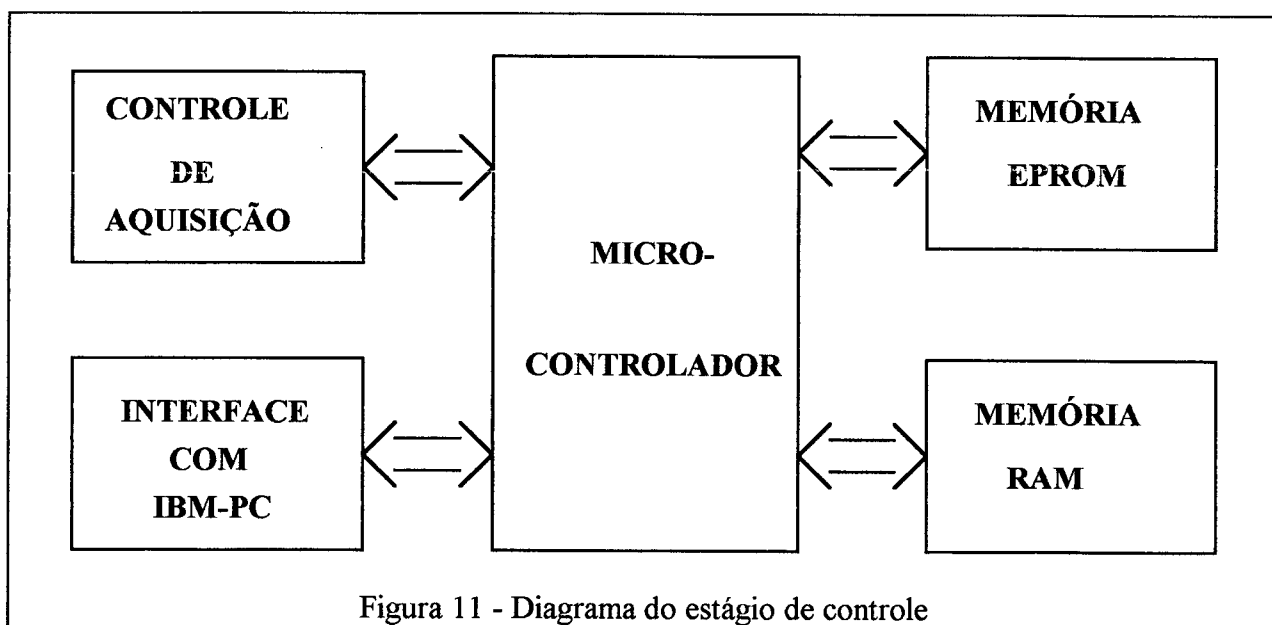 CONTROLE
DE
AQUISIÇÃO
INTERFACE
COM
IBM-PC
MICRO-
CONTROLADOR
MEMÓRIA
EPROM
MEMÓRIA
RAM
Figura 11 - Diagrama do estágio de controle